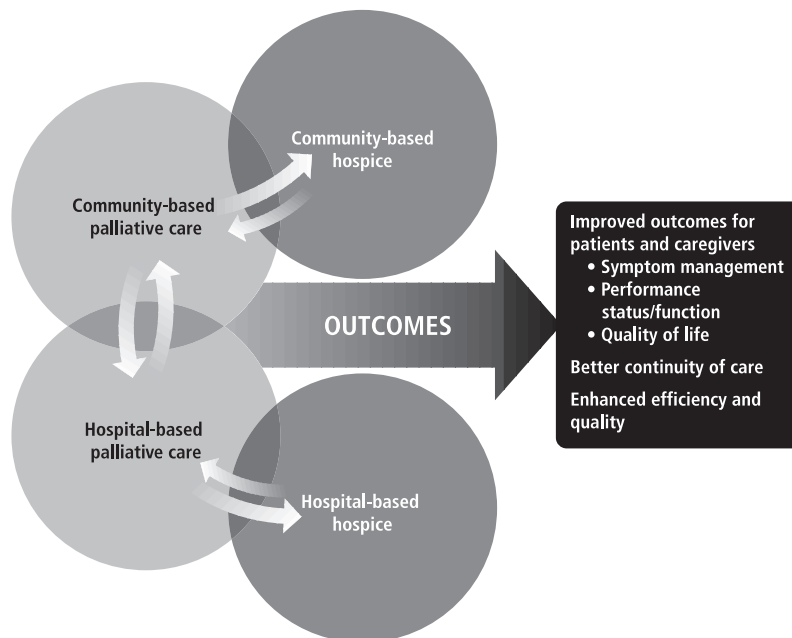 Community-based
hospice
Community-based
palliative care
OUTCOMES
Hospital-based
palliative care
Hospital-based
hospice
Improved outcomes for
patients and caregivers
• Symptom management
• Performance
status/function
• Quality of life
Better continuity of care
Enhanced efficiency and
quality